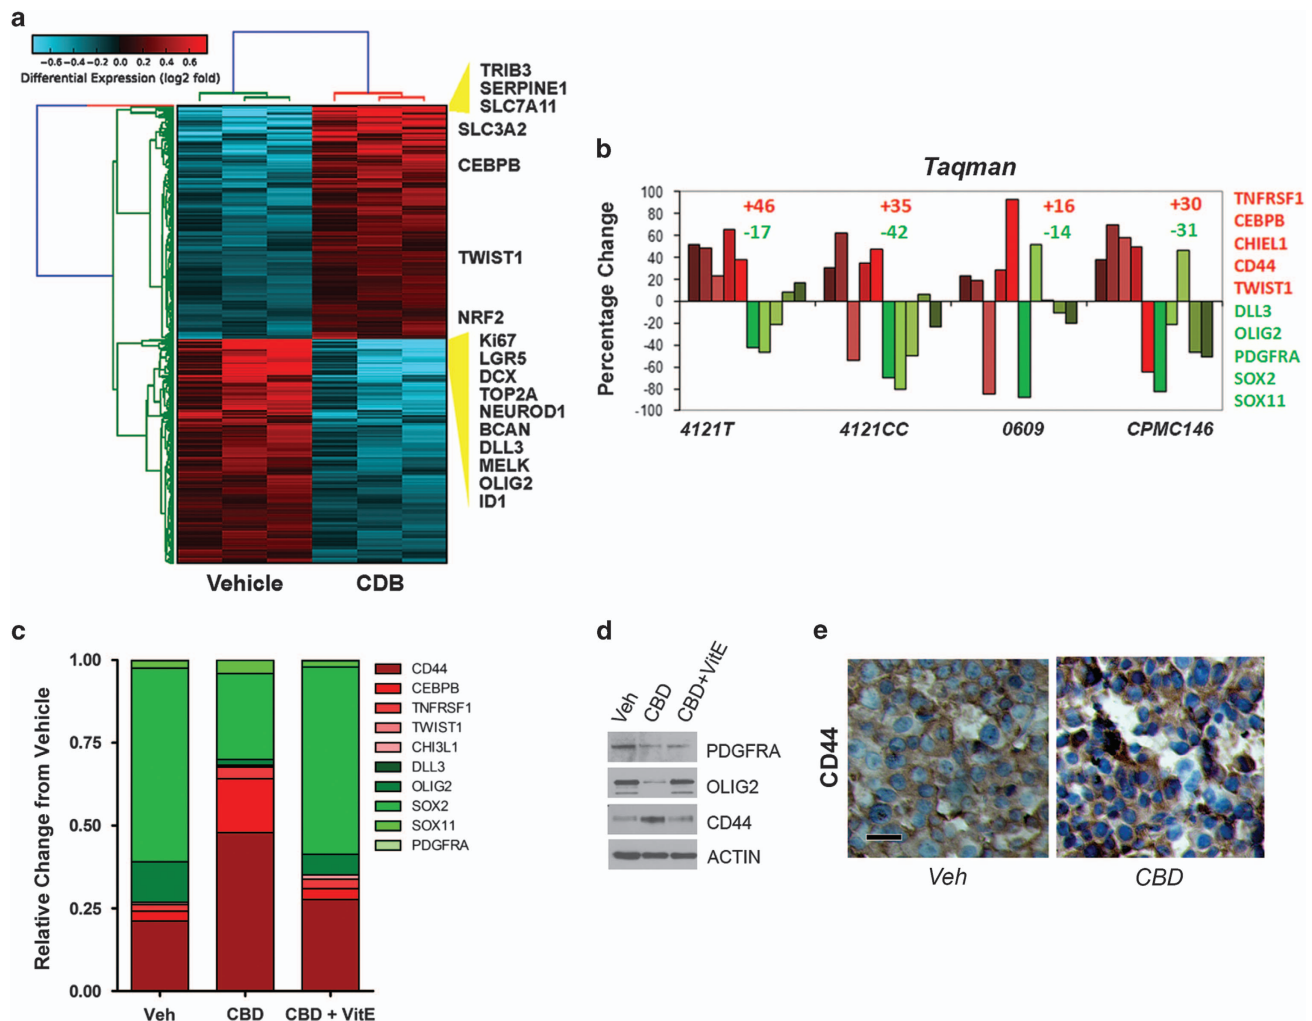 a
−0.6 −0.4 −0.2 0.0 0.2 0.4 0.6
Differential Expression (log2 fold)
TRIB3
SERPINE1
SLC7A11
SLC3A2
CEBPB
TWIST1
NRF2
Ki67
LGR5
DCX
TOP2A
NEUROD1
BCAN
DLL3
MELK
OLIG2
ID1
Vehicle CDB
b
Taqman
Percentage Change
100
80
60
40
20
0
-20
-40
-60
-80
-100
+46 +35 +16 +30
-17 -42 -14 -31
4121T 4121CC 0609 CPMC146
TNFRSF1
CEBPB
CHIEL1
CD44
TWIST1
DLL3
OLIG2
PDGFRA
SOX2
SOX11
c
Relative Change from Vehicle
1.00
0.75
0.50
0.25
0.00
Veh CBD CBD + VitE
CD44
CEBPB
TNFRSF1
TWIST1
CHI3L1
DLL3
OLIG2
SOX2
SOX11
PDGFRA
d
Veh CBD CBD+VitE
PDGFRA
OLIG2
CD44
ACTIN
e
CD44
Veh CBD